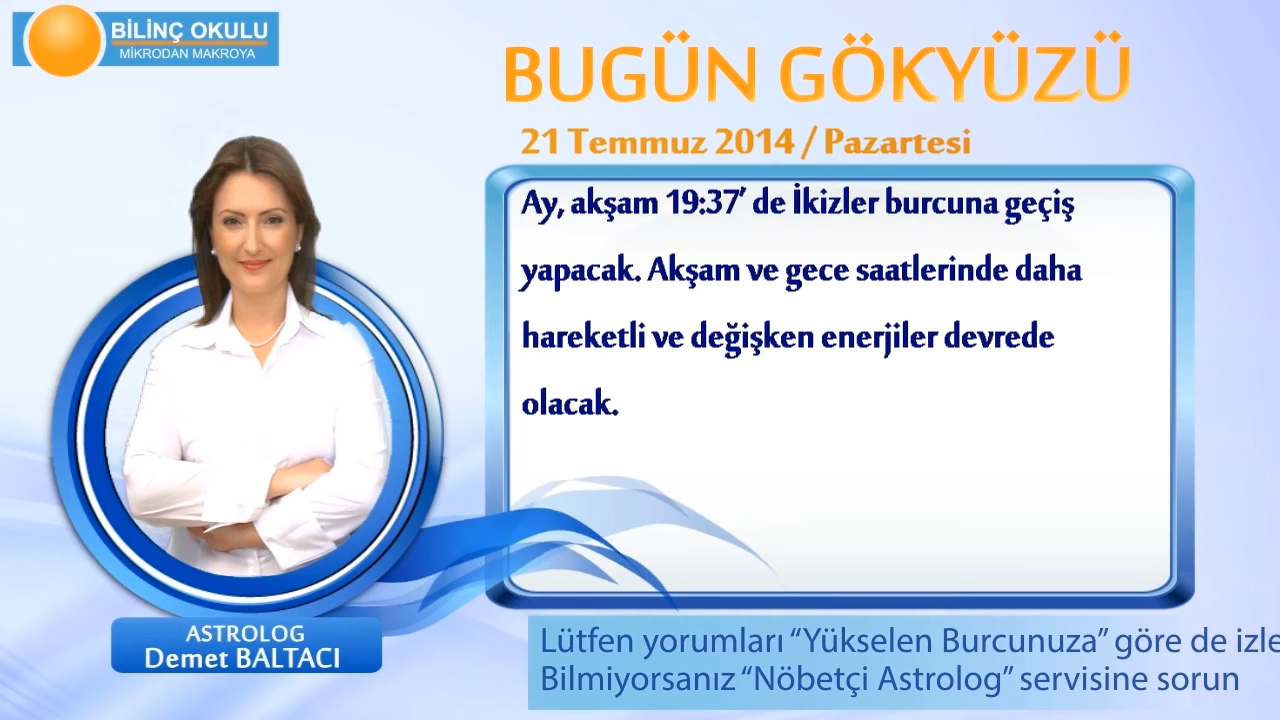 BİLİNÇ OKULU
MİKRODAN MAKROYA
BUGÜN GÖKYÜZÜ
21 Temmuz 2014 / Pazartesi
Ay, akşam 19:37’ de İkizler burcuna geçiş
yapacak. Akşam ve gece saatlerinde daha
hareketli ve değişken enerjiler devrede
olacak.
ASTROLOG
Demet BALTACI
Lütfen yorumları “Yükselen Burcunuza” göre de
Bilmiyorsanız “Nöbetçi Astrolog” servisine sorun